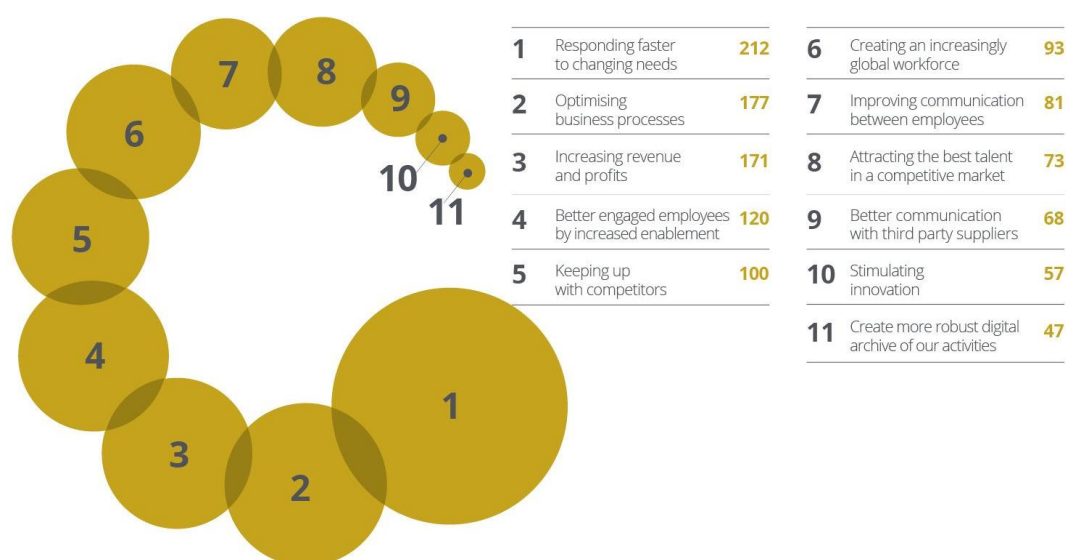 1
2
3
4
5
6
7
8
9
10
11
1 Responding faster 212
to changing needs
2 Optimising 177
business processes
3 Increasing revenue 171
and profits
4 Better engaged employees 120
by increased enablement
5 Keeping up 100
with competitors
6 Creating an increasingly 93
global workforce
7 Improving communication 81
between employees
8 Attracting the best talent 73
in a competitive market
9 Better communication 68
with third party suppliers
10 Stimulating 57
innovation
11 Create more robust digital 47
archive of our activities